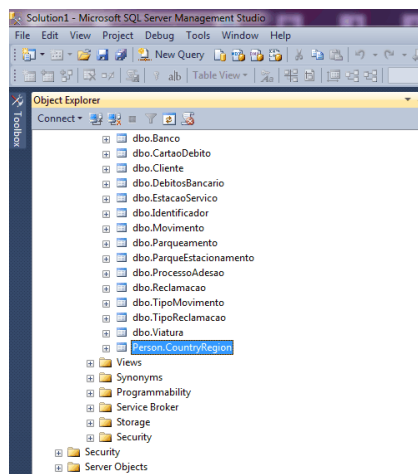 Solution1 - Microsoft SQL Server Management Studio
File Edit View Project Debug Tools Window Help
New Query
ab Table View
Object Explorer
Toolbox
Connect
dbo.Banco
dbo.CartaoDebito
dbo.Cliente
dbo.DebitosBancario
dbo.EstacaoServico
dbo.Identificador
dbo.Movimento
dbo.Parqueamento
dbo.ParqueEstacionamento
dbo.ProcessoAdesao
dbo.Reclamacao
dbo.TipoMovimento
dbo.TipoReclamacao
dbo.Viatura
Person.CountryRegion
Views
Synonyms
Programmability
Service Broker
Storage
Security
Security
Server Objects